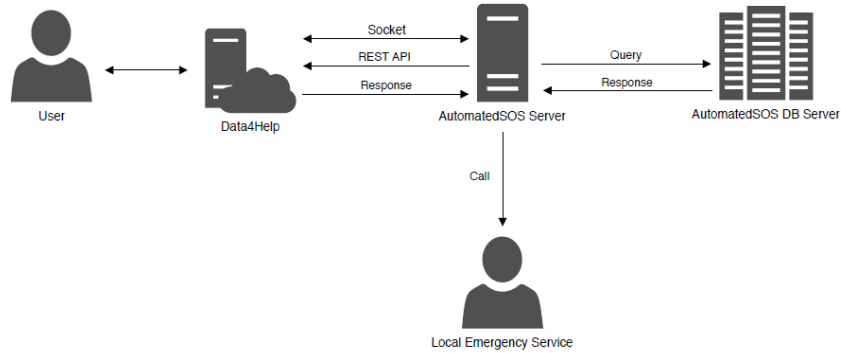 Socket
REST API
Query
Response
Response
User
Data4Help
AutomatedSOS Server
AutomatedSOS DB Server
Call
Local Emergency Service